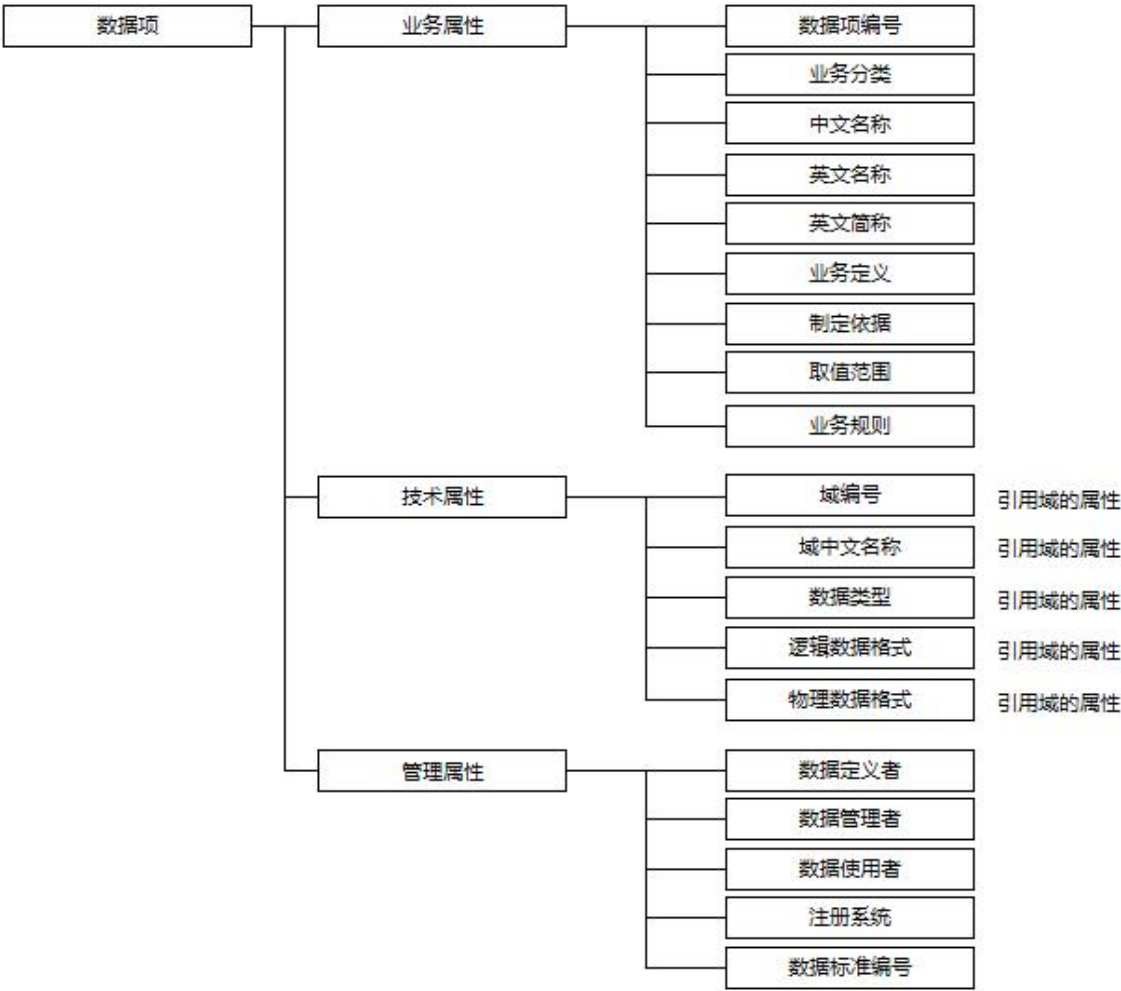 数据项
业务属性
数据项编号
业务分类
中文名称
英文名称
英文简称
业务定义
制定依据
取值范围
业务规则
技术属性
域编号 引用域的属性
域中文名称 引用域的属性
数据类型 引用域的属性
逻辑数据格式 引用域的属性
物理数据格式 引用域的属性
管理属性
数据定义者
数据管理者
数据使用者
注册系统
数据标准编号